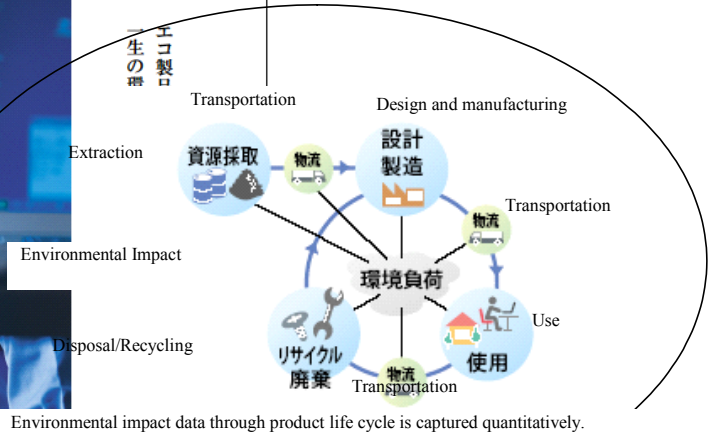 エコ製品
一生の環
Transportation
Design and manufacturing
Extraction
資源採取
物流
設計
製造
Transportation
物流
Environmental Impact
環境負荷
Use
Disposal/Recycling
リサイクル
廃棄
物流
Transportation
使用
Environmental impact data through product life cycle is captured quantitatively.